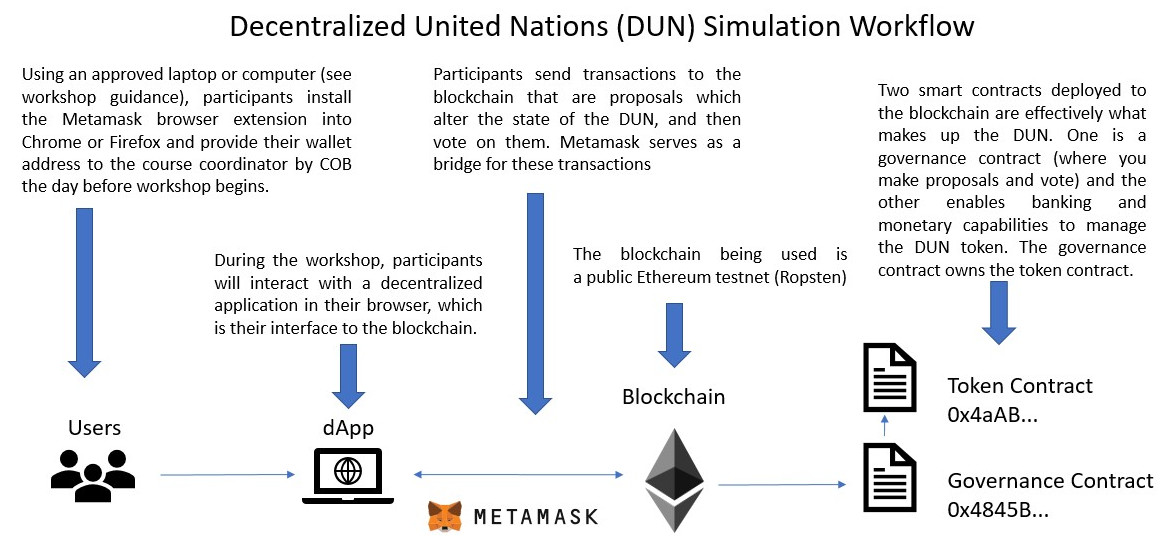 Decentralized United Nations (DUN) Simulation Workflow
Using an approved laptop or computer (see
workshop guidance), participants install
the Metamask browser extension into
Chrome or Firefox and provide their wallet
address to the course coordinator by COB
the day before workshop begins.
Participants send transactions to the
blockchain that are proposals which
alter the state of the DUN, and then
vote on them. Metamask serves as a
bridge for these transactions
Two smart contracts deployed to
the blockchain are effectively what
makes up the DUN. One is a
governance contract (where you
make proposals and vote) and the
other enables banking and
monetary capabilities to manage
the DUN token. The governance
contract owns the token contract.
During the workshop, participants
will interact with a decentralized
application in their browser, which
is their interface to the blockchain.
The blockchain being used is
a public Ethereum testnet (Ropsten)
Users
dApp
Blockchain
Token Contract
0x4aAB...
Governance Contract
0x4845B...
METAMASK